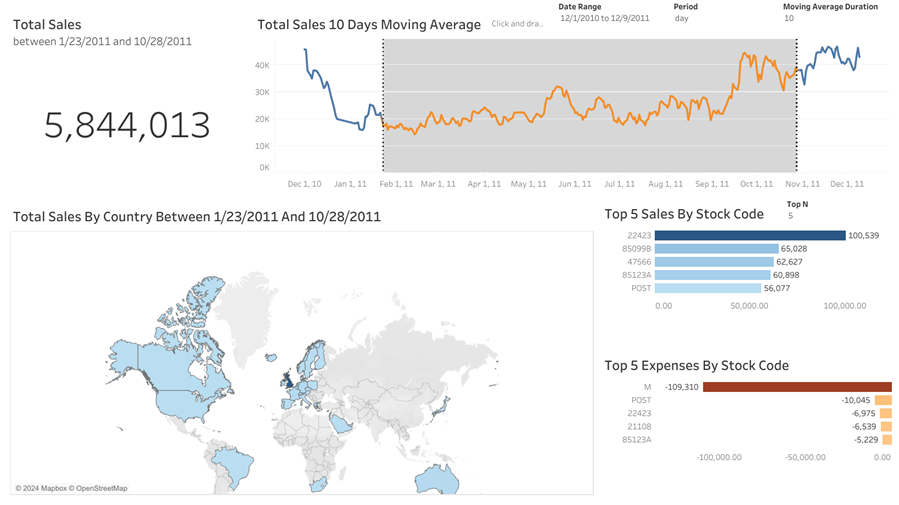 Total Sales
between 1/23/2011 and 10/28/2011
5,844,013
Total Sales 10 Days Moving Average
Click and dra..
Date Range
12/1/2010 to 12/9/2011
Period
day
Moving Average Duration
10
40K
30K
20K
10K
0K
Dec 1, 10 Jan 1, 11 Feb 1, 11 Mar 1, 11 Apr 1, 11 May 1, 11 Jun 1, 11 Jul 1, 11 Aug 1, 11 Sep 1, 11 Oct 1, 11 Nov 1, 11 Dec 1, 11
Total Sales By Country Between 1/23/2011 And 10/28/2011
© 2024 Mapbox © OpenStreetMap
Top 5 Sales By Stock Code
Top N
5
22423 100,539
85099B 65,028
47566 62,627
85123A 60,898
POST 56,077
0.00 50,000.00 100,000.00
Top 5 Expenses By Stock Code
M -109,310
POST -10,045
22423 -6,975
21108 -6,539
85123A -5,229
-100,000.00 -50,000.00 0.00